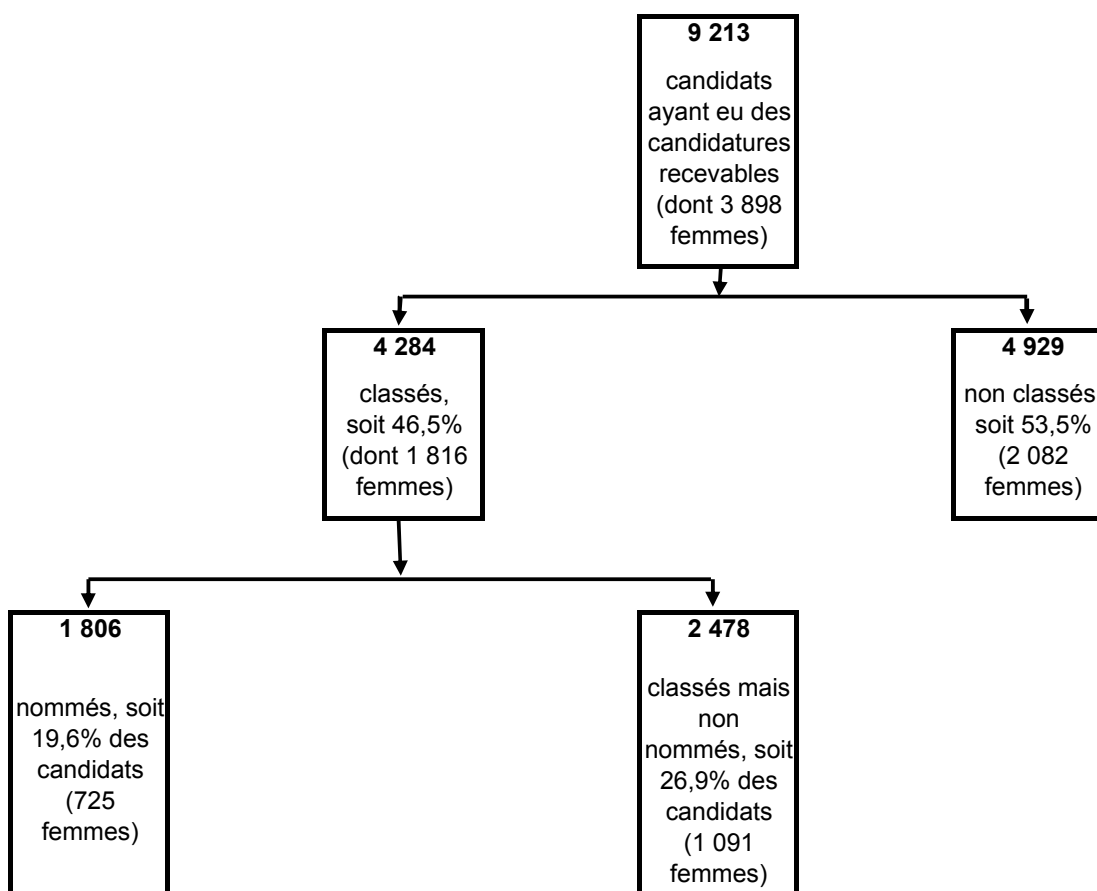 9 213
candidats
ayant eu des
candidatures
recevables
(dont 3 898
femmes)
4 284
classés,
soit 46,5%
(dont 1 816
femmes)
4 929
non classés
soit 53,5%
(2 082
femmes)
1 806
nommés, soit
19,6% des
candidats
(725
femmes)
2 478
classés mais
non
nommés, soit
26,9% des
candidats
(1 091
femmes)